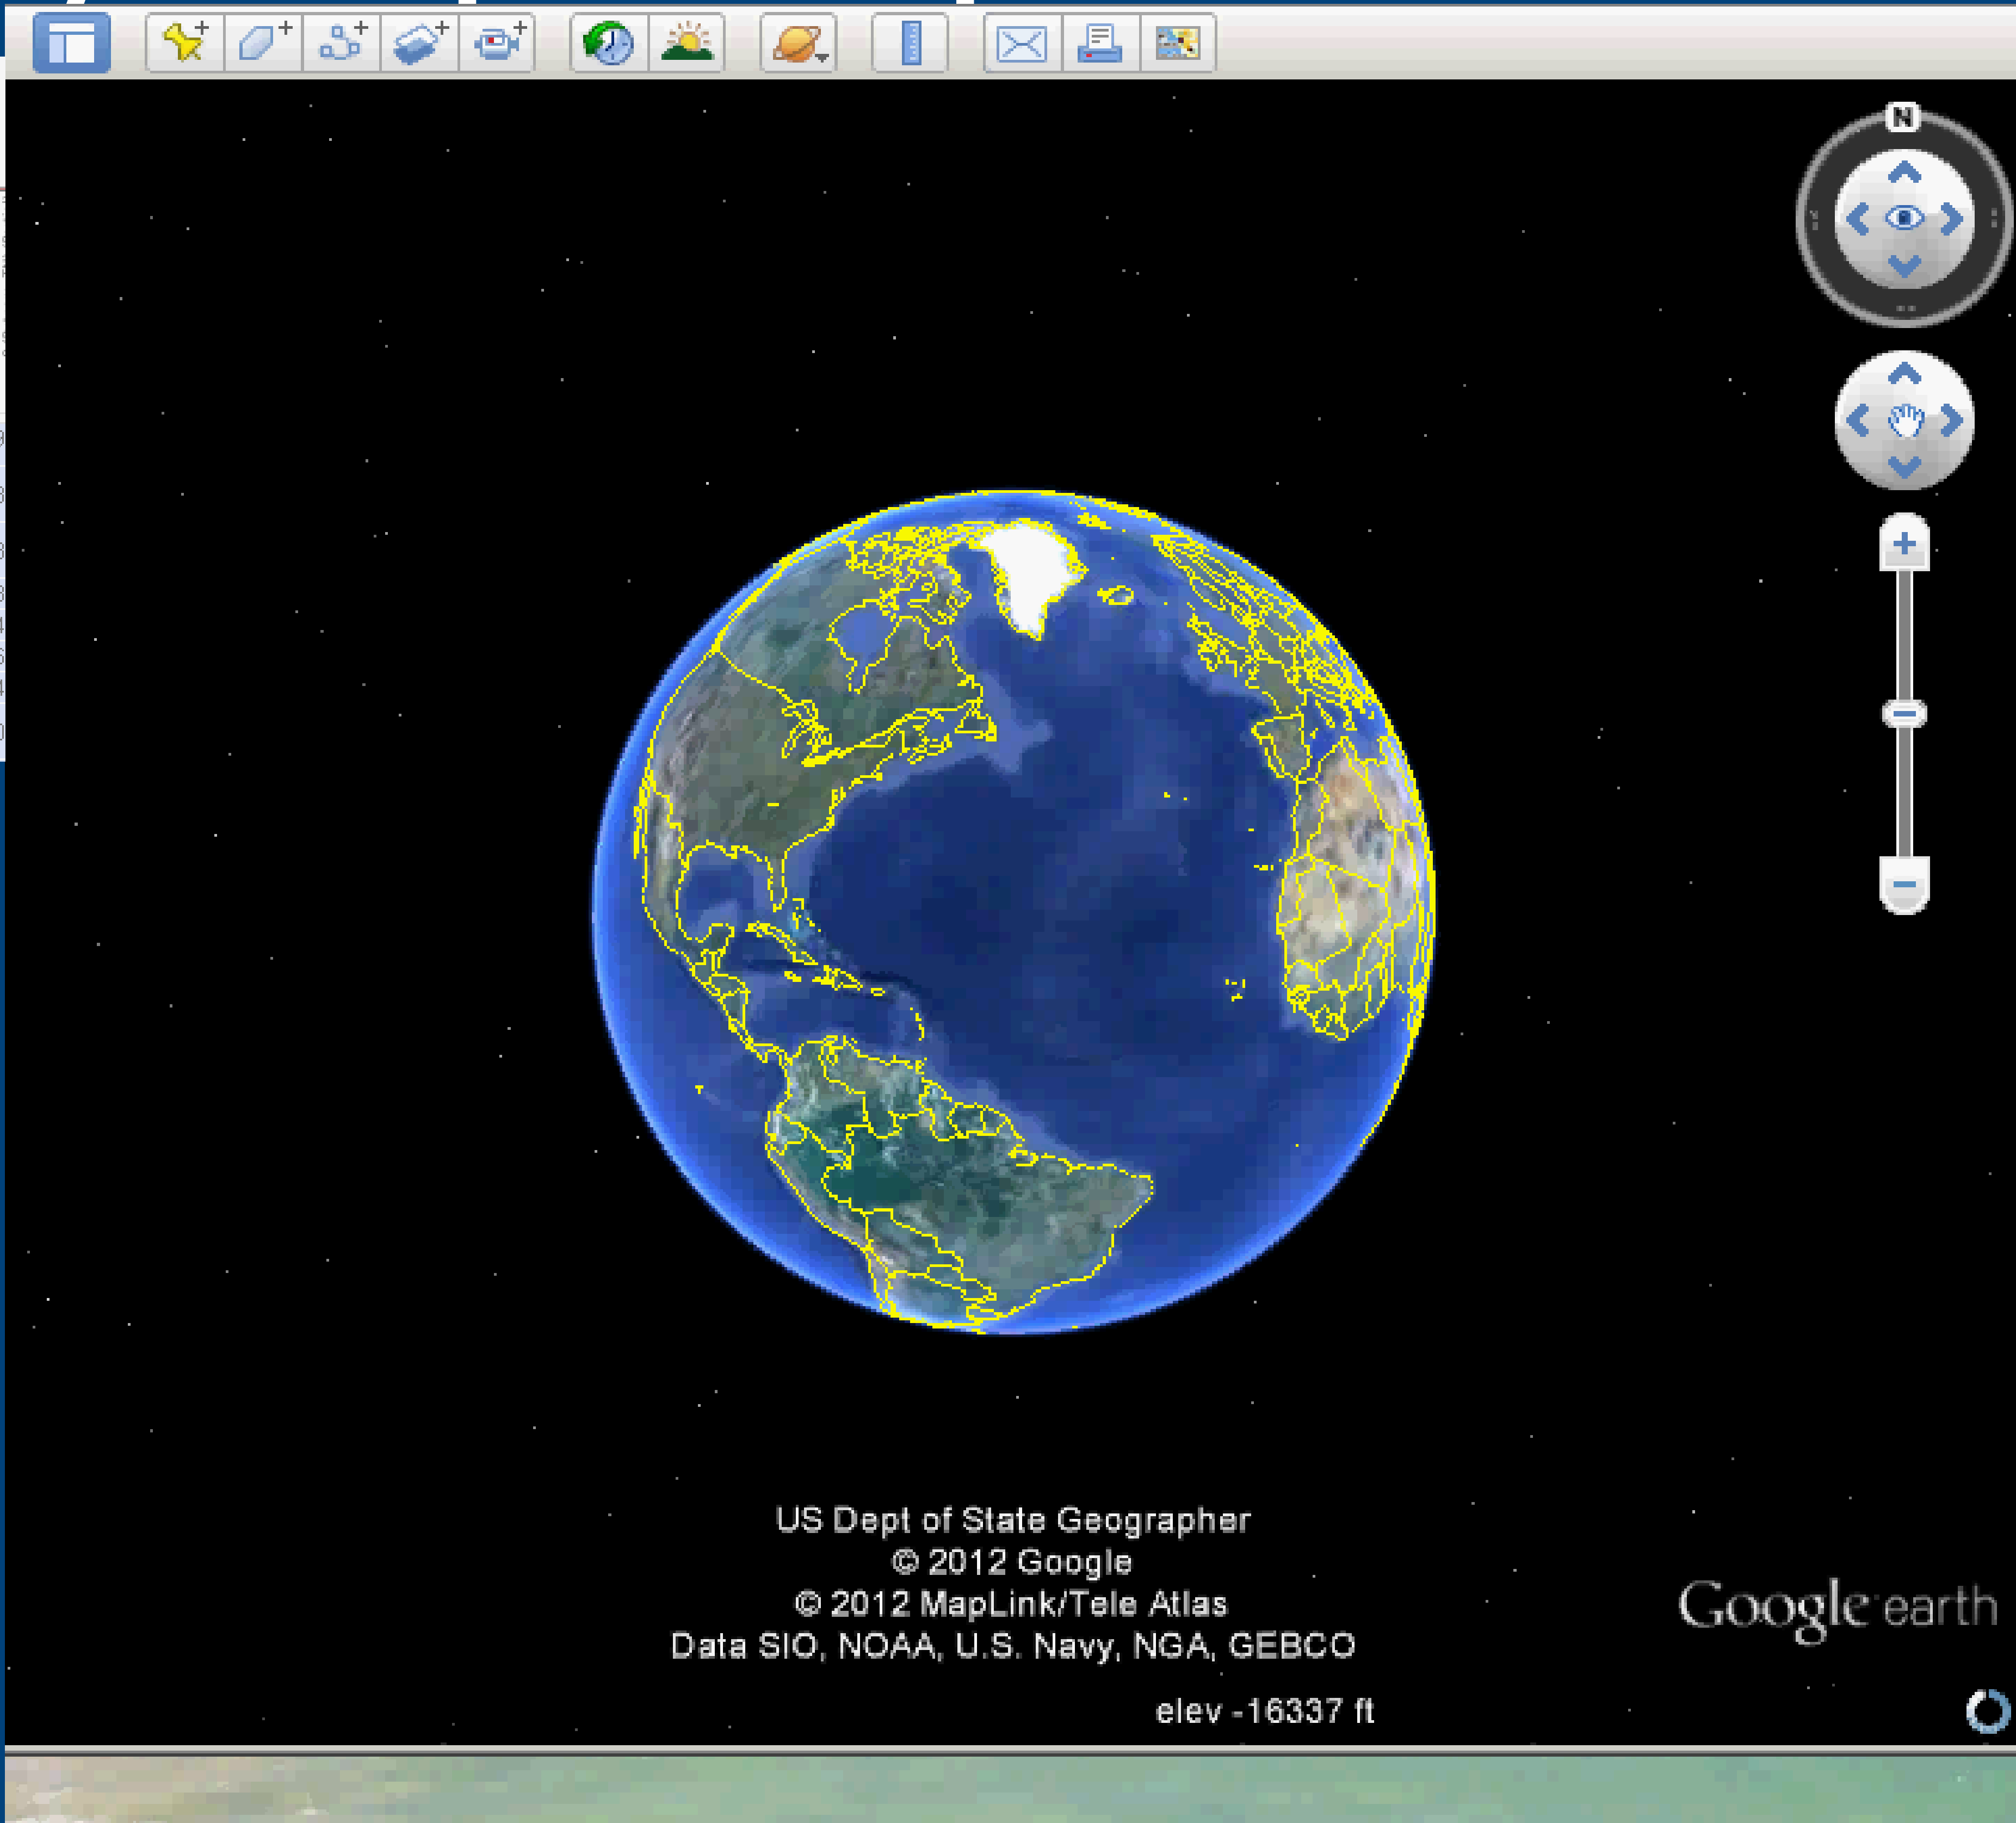 N
US Dept of State Geographer
© 2012 Google
© 2012 MapLink/Tele Atlas
Data SIO, NOAA, U.S. Navy, NGA, GEBCO
Google earth
elev -16337 ft